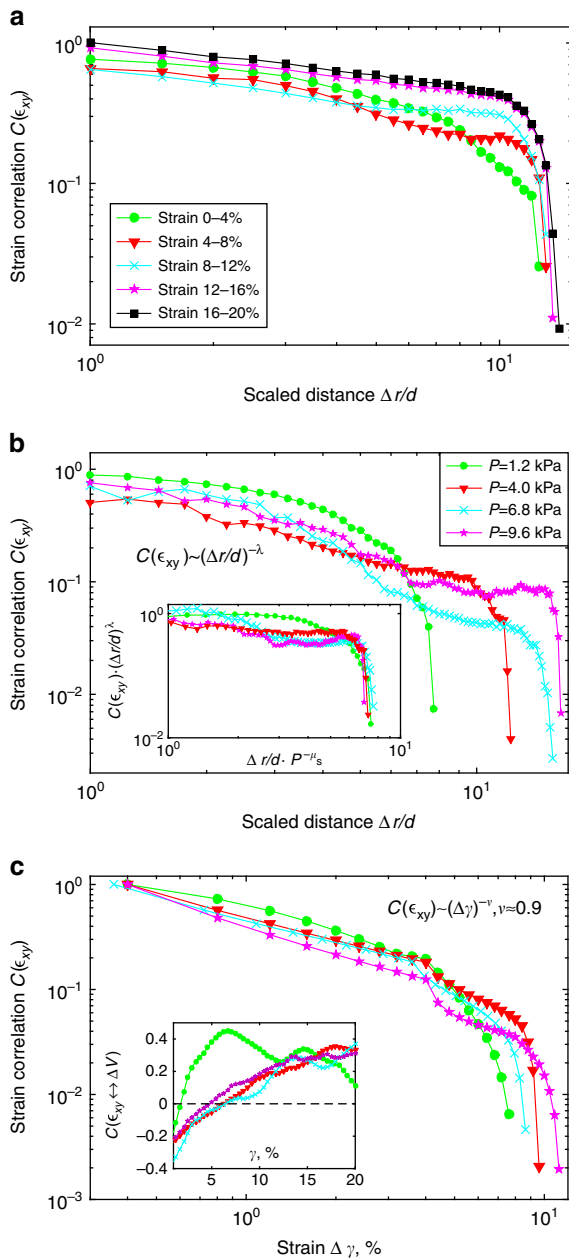 a
10⁰
10⁻¹
10⁻²
Strain correlation C(ϵxy)
Strain 0–4%
Strain 4–8%
Strain 8–12%
Strain 12–16%
Strain 16–20%
10⁰
10¹
Scaled distance Δr/d
b
10⁰
10⁻¹
10⁻²
Strain correlation C(ϵxy)
P=1.2 kPa
P=4.0 kPa
P=6.8 kPa
P=9.6 kPa
C(ϵxy)~(Δr/d)⁻λ
10⁰
10⁻²
C(ϵxy)·(Δr/d)λ
10⁰
10¹
Δr/d· P⁻μs
10⁰
10¹
Scaled distance Δr/d
c
10⁰
10⁻¹
10⁻²
10⁻³
Strain correlation C(ϵxy)
C(ϵxy)~(Δγ)⁻ν,ν≈0.9
0.4
0.2
0
–0.2
–0.4
C(ϵxy ↔ ΔV)
5
10
15
20
γ, %
10⁰
10¹
Strain Δγ, %